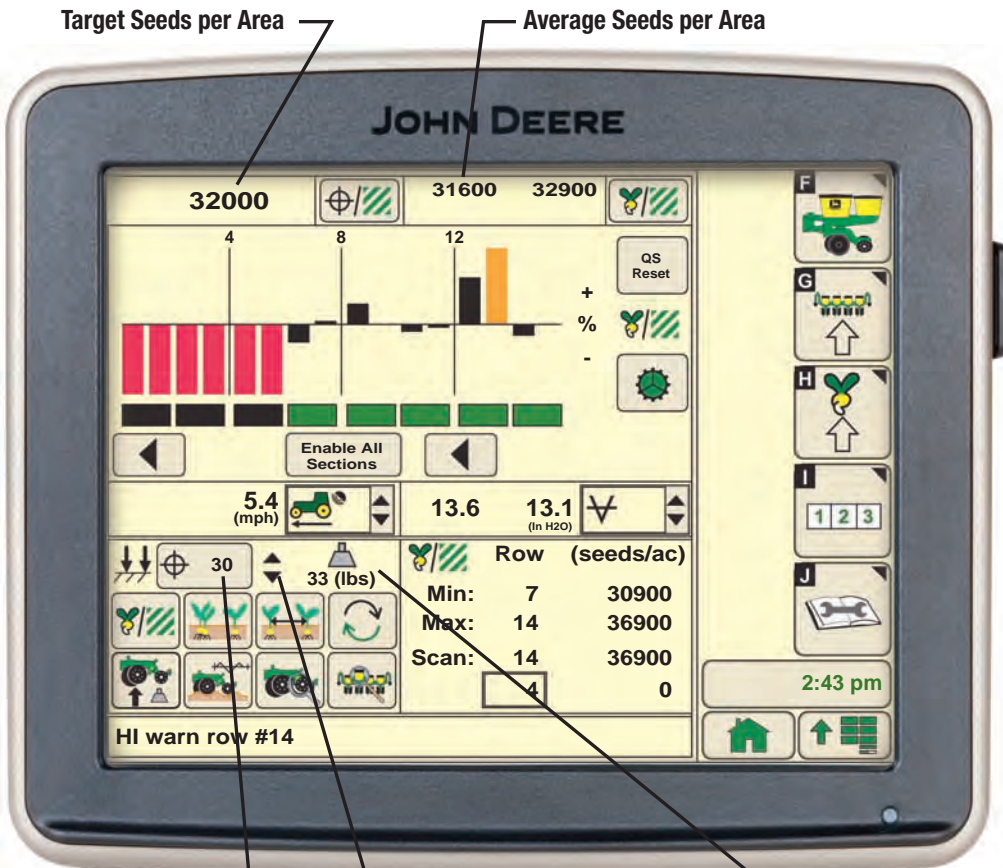 Target Seeds per Area
Average Seeds per Area
JOHN DEERE
32000
31600 32900
4 8 12
QS
Reset
+
%
-
Enable All
Sections
5.4
(mph)
13.6 13.1
(In H2O)
30
33 (lbs)
Row (seeds/ac)
Min: 7 30900
Max: 14 36900
Scan: 14 36900
4 0
HI warn row #14
F
G
H
I
1 2 3
J
2:43 pm